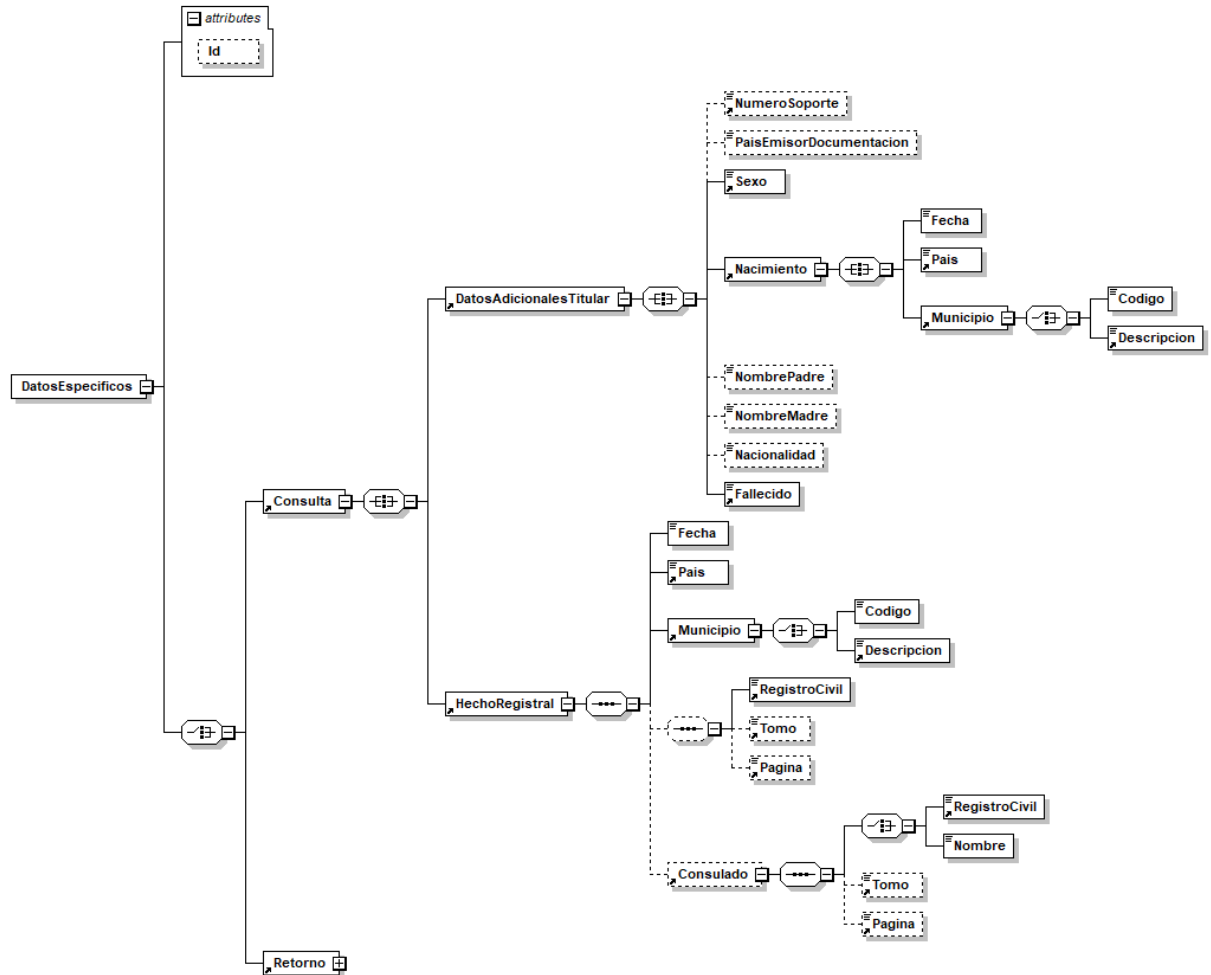 attributes
Id
NumeroSoporte
PaisEmisorDocumentacion
Sexo
Fecha
Nacimiento
Pais
DatosAdicionalesTitular
Codigo
Municipio
Descripcion
DatosEspecificos
NombrePadre
NombreMadre
Nacionalidad
Consulta
Fallecido
Fecha
Pais
Codigo
Municipio
Descripcion
HechoRegistral
RegistroCivil
Tomo
Pagina
RegistroCivil
Nombre
Consulado
Tomo
Pagina
Retorno